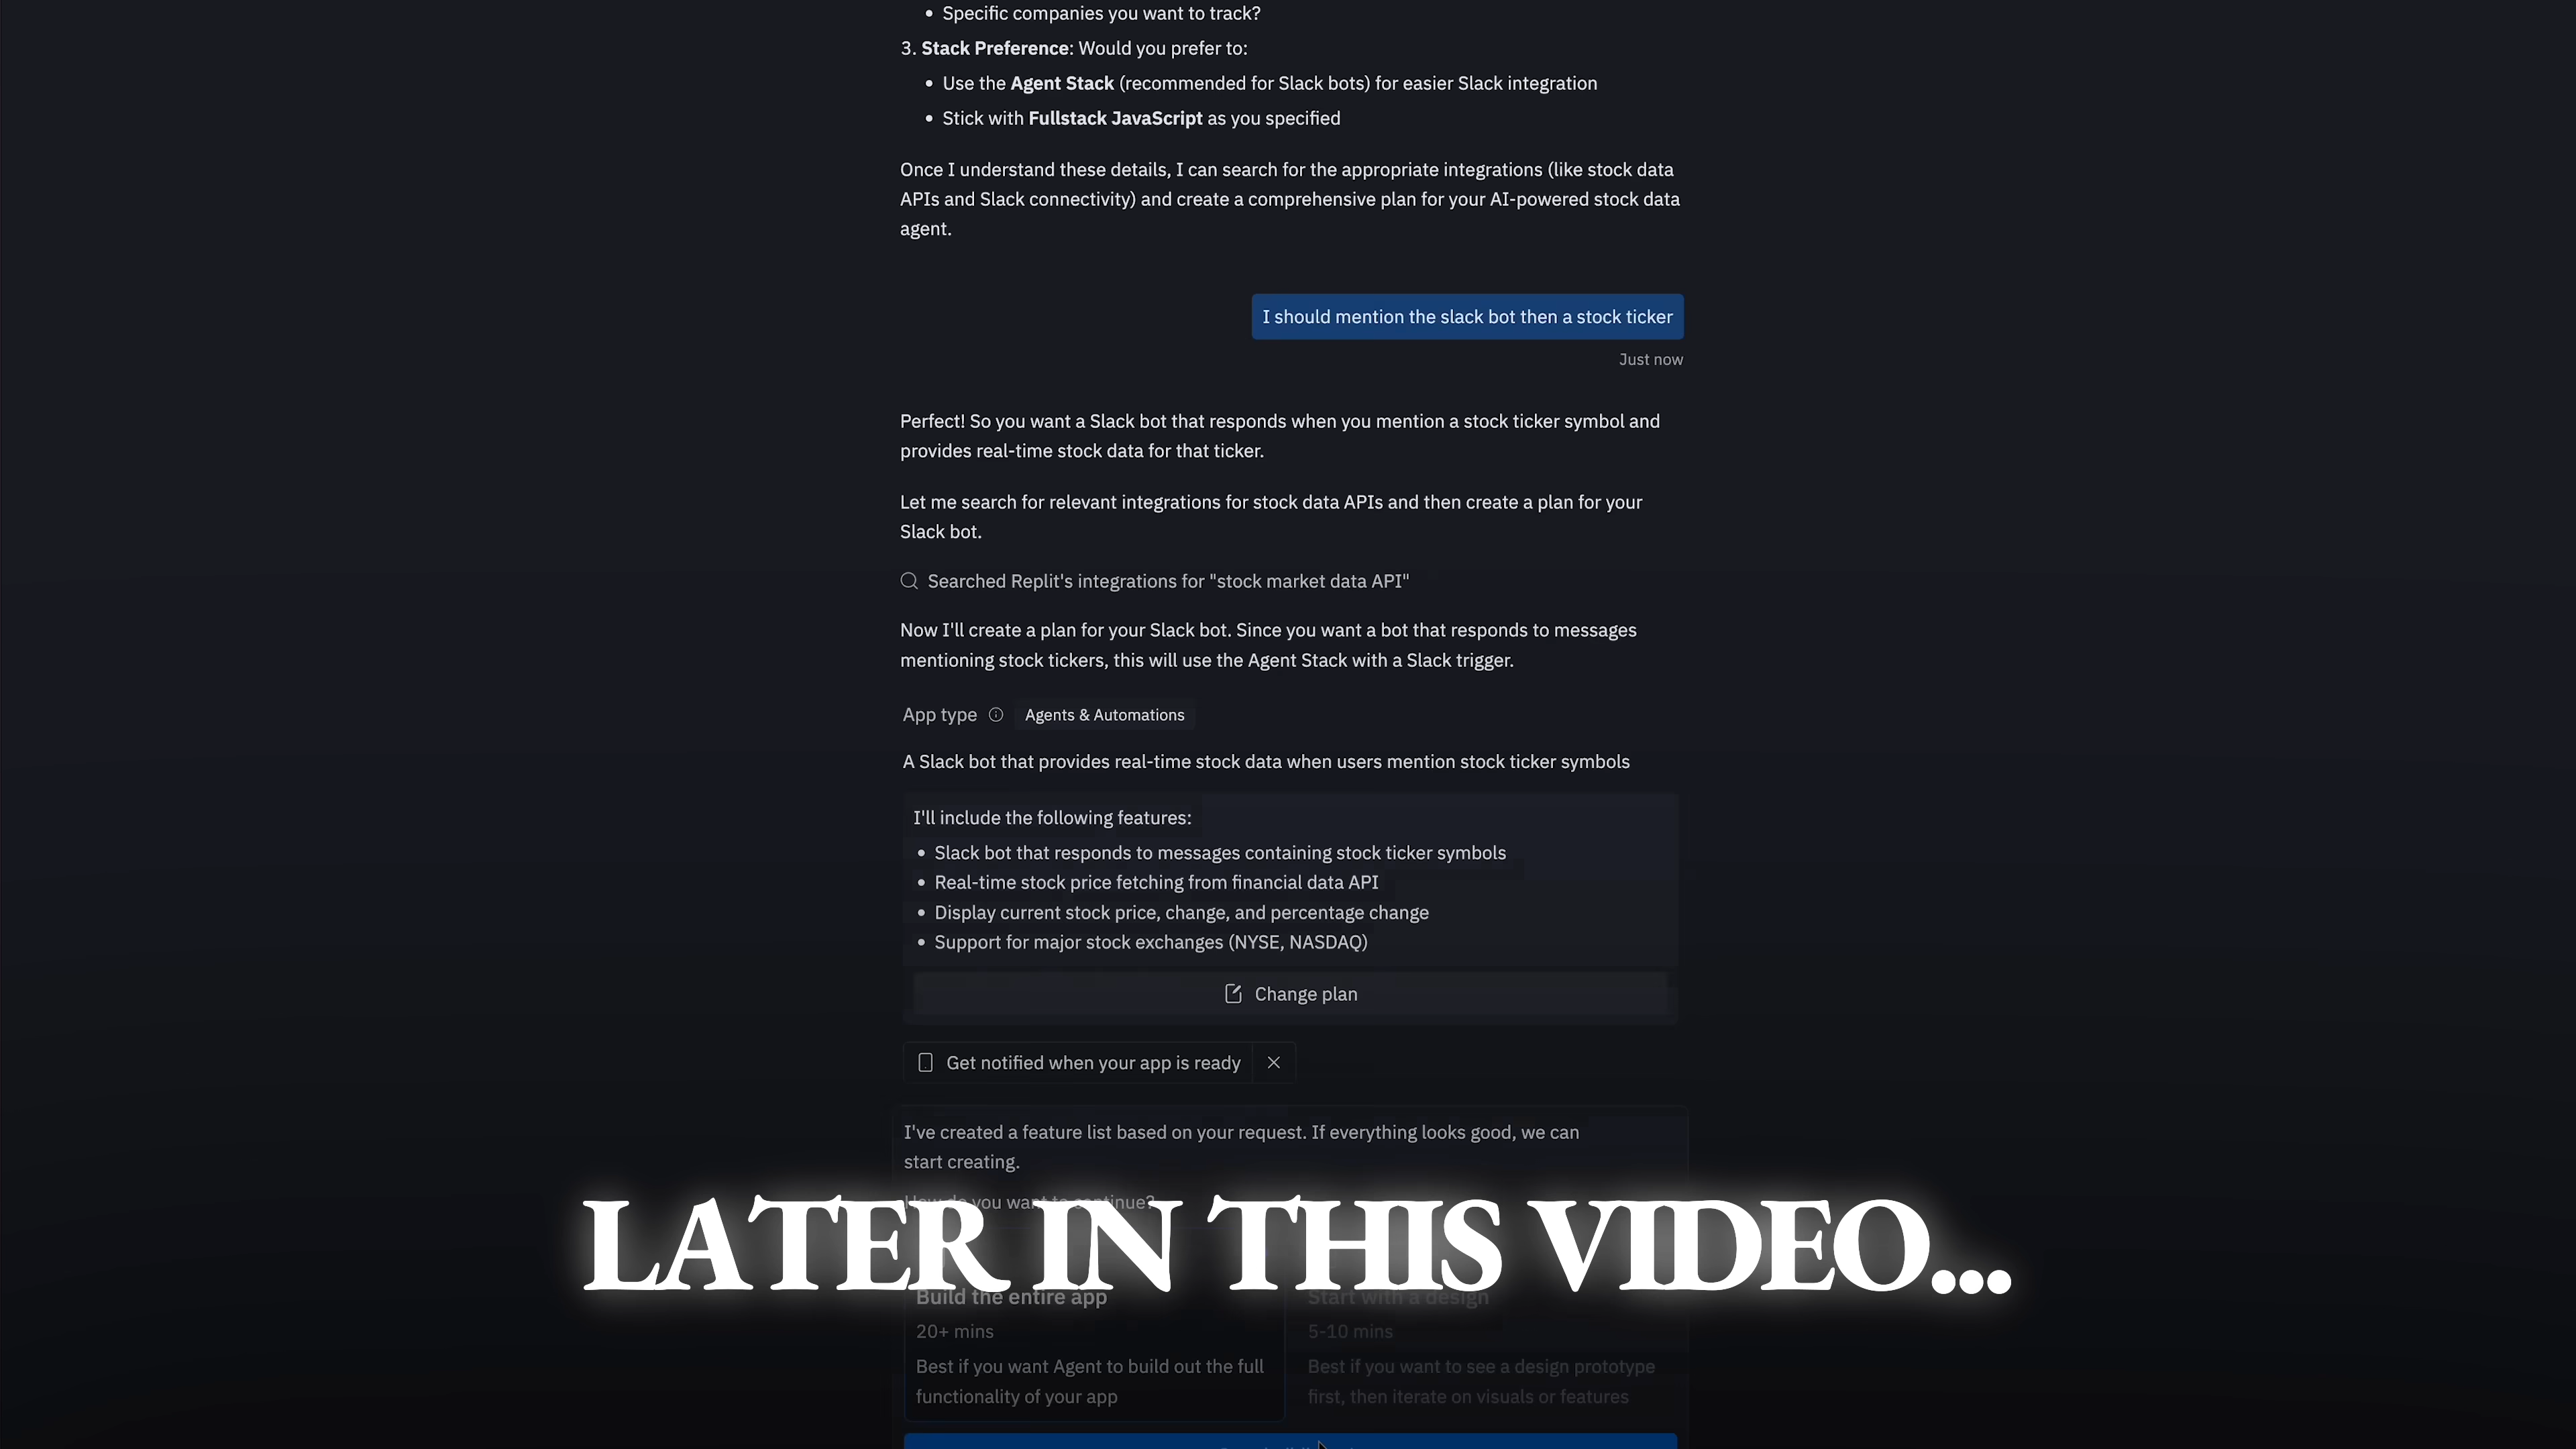 • Specific companies you want to track?
3. Stack Preference: Would you prefer to:
• Use the Agent Stack (recommended for Slack bots) for easier Slack integration
• Stick with Fullstack JavaScript as you specified
Once I understand these details, I can search for the appropriate integrations (like stock data
APIs and Slack connectivity) and create a comprehensive plan for your AI-powered stock data
agent.
I should mention the slack bot then a stock ticker
Just now
Perfect! So you want a Slack bot that responds when you mention a stock ticker symbol and
provides real-time stock data for that ticker.
Let me search for relevant integrations for stock data APIs and then create a plan for your
Slack bot.
Searched Replit's integrations for "stock market data API"
Now I'll create a plan for your Slack bot. Since you want a bot that responds to messages
mentioning stock tickers, this will use the Agent Stack with a Slack trigger.
App type Agents & Automations
A Slack bot that provides real-time stock data when users mention stock ticker symbols
I'll include the following features:
• Slack bot that responds to messages containing stock ticker symbols
• Real-time stock price fetching from financial data API
• Display current stock price, change, and percentage change
• Support for major stock exchanges (NYSE, NASDAQ)
Change plan
Get notified when your app is ready
I've created a feature list based on your request. If everything looks good, we can
start creating.
How do you want to continue?
LATER IN THIS VIDEO...
Build the entire app
20+ mins
Best if you want Agent to build out the full
functionality of your app
Start with a design
5-10 mins
Best if you want to see a design prototype
first, then iterate on visuals or features